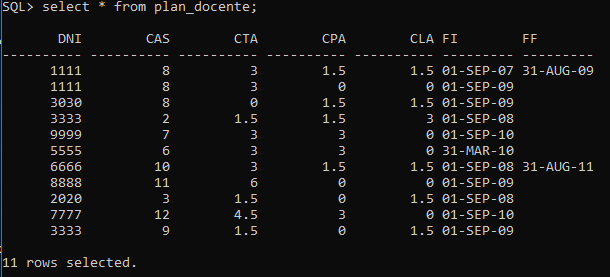 SQL> select * from plan_docente;
DNI CAS CTA CPA CLA FI FF
---------- ---------- ---------- ---------- ---------- --------- ---------
1111 8 3 1.5 1.5 01-SEP-07 31-AUG-09
1111 8 3 0 0 01-SEP-09
3030 8 0 1.5 1.5 01-SEP-09
3333 2 1.5 1.5 3 01-SEP-08
9999 7 3 3 0 01-SEP-10
5555 6 3 3 0 31-MAR-10
6666 10 3 1.5 1.5 01-SEP-08 31-AUG-11
8888 11 6 0 0 01-SEP-09
2020 3 1.5 0 1.5 01-SEP-08
7777 12 4.5 3 0 01-SEP-10
3333 9 1.5 0 1.5 01-SEP-09
11 rows selected.